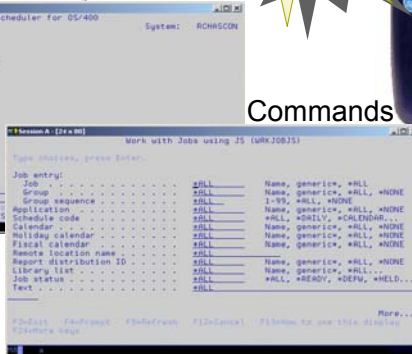 cheduler for OS/400
System: RCHASCON
Commands
Session A - [24 x 80]
Work with Jobs using JS (WRKJOBJS)
Type choices, press Enter.
Job entry:
Job . . . . . . . . . . . . . *ALL Name, generic*, *ALL
Group . . . . . . . . . . . . *ALL Name, generic*, *ALL, *NONE
Group sequence . . . . . . . *ALL 1-99, *ALL, *NONE
Application . . . . . . . . . . *ALL Name, generic*, *ALL, *NONE
Schedule code . . . . . . . . . *ALL *ALL, *DAILY, *CALENDAR...
Calendar . . . . . . . . . . . *ALL Name, generic*, *ALL, *NONE
Holiday calendar . . . . . . . *ALL Name, generic*, *ALL, *NONE
Fiscal calendar . . . . . . . . *ALL Name, generic*, *ALL, *NONE
Remote location name . . . . . *ALL
Report distribution ID . . . . *ALL Name, generic*, *ALL, *NONE
Library list . . . . . . . . . *ALL Name, generic*, *ALL...
Job status . . . . . . . . . . *ALL *ALL, *READY, *DEPW, *HELD...
Text . . . . . . . . . . . . . *ALL
More...
F3=Exit F4=Prompt F5=Refresh F12=Cancel F13=How to use this display
F24=More keys